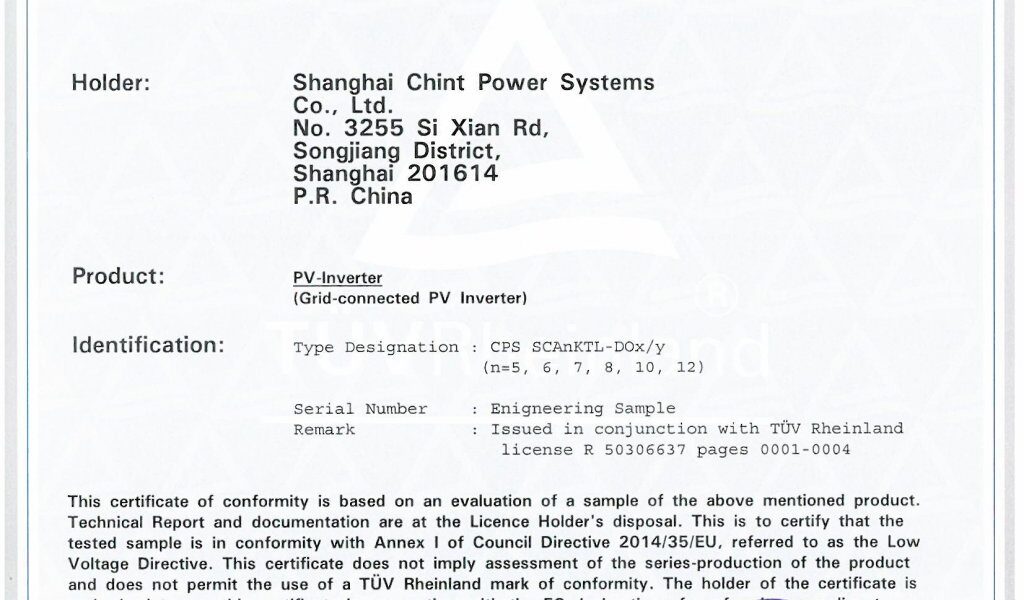 Holder:
Shanghai Chint Power Systems
Co., Ltd.
No. 3255 Si Xian Rd,
Songjiang District,
Shanghai 201614
P.R. China
Product:
PV-Inverter
(Grid-connected PV Inverter)
Identification:
Type Designation : CPS SCAnKTL-DOx/y
(n=5, 6, 7, 8, 10, 12)
Serial Number : Enigneering Sample
Remark : Issued in conjunction with TÜV Rheinland
license R 50306637 pages 0001-0004
TÜVRheinland®
This certificate of conformity is based on an evaluation of a sample of the above mentioned product.
Technical Report and documentation are at the Licence Holder's disposal. This is to certify that the
tested sample is in conformity with Annex I of Council Directive 2014/35/EU, referred to as the Low
Voltage Directive. This certificate does not imply assessment of the series-production of the product
and does not permit the use of a TÜV Rheinland mark of conformity. The holder of the certificate is